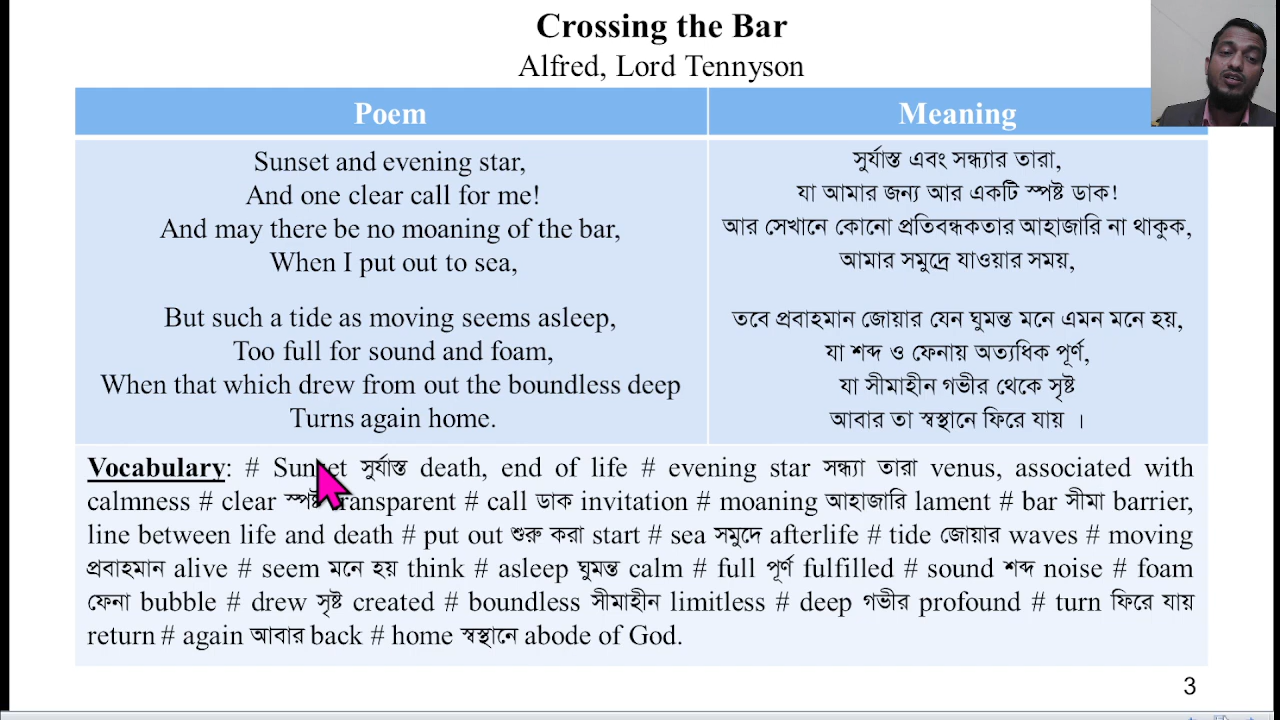 Crossing the Bar
Alfred, Lord Tennyson
Poem
Meaning
Sunset and evening star,
And one clear call for me!
And may there be no moaning of the bar,
When I put out to sea,
But such a tide as moving seems asleep,
Too full for sound and foam,
When that which drew from out the boundless deep
Turns again home.
সুর্যাস্ত এবং সন্ধ্যার তারা,
যা আমার জন্য আর একটি স্পষ্ট ডাক!
আর সেখানে কোনো প্রতিবন্ধকতার আহাজারি না থাকুক,
আমার সমুদ্রে যাওয়ার সময়,
তবে প্রবাহমান জোয়ার যেন ঘুমন্ত মনে এমন মনে হয়,
যা শব্দ ও ফেনায় অত্যধিক পূর্ণ,
যা সীমাহীন গভীর থেকে সৃষ্ট
আবার তা স্বস্থানে ফিরে যায় ।
Vocabulary: # Sunset সুর্যাস্ত death, end of life # evening star সন্ধ্যা তারা venus, associated with
calmness # clear স্পষ্ট transparent # call ডাক invitation # moaning আহাজারি lament # bar সীমা barrier,
line between life and death # put out শুরু করা start # sea সমুদে afterlife # tide জোয়ার waves # moving
প্রবাহমান alive # seem মনে হয় think # asleep ঘুমন্ত calm # full পূর্ণ fulfilled # sound শব্দ noise # foam
ফেনা bubble # drew সৃষ্ট created # boundless সীমাহীন limitless # deep গভীর profound # turn ফিরে যায়
return # again আবার back # home স্বস্থানে abode of God.
3